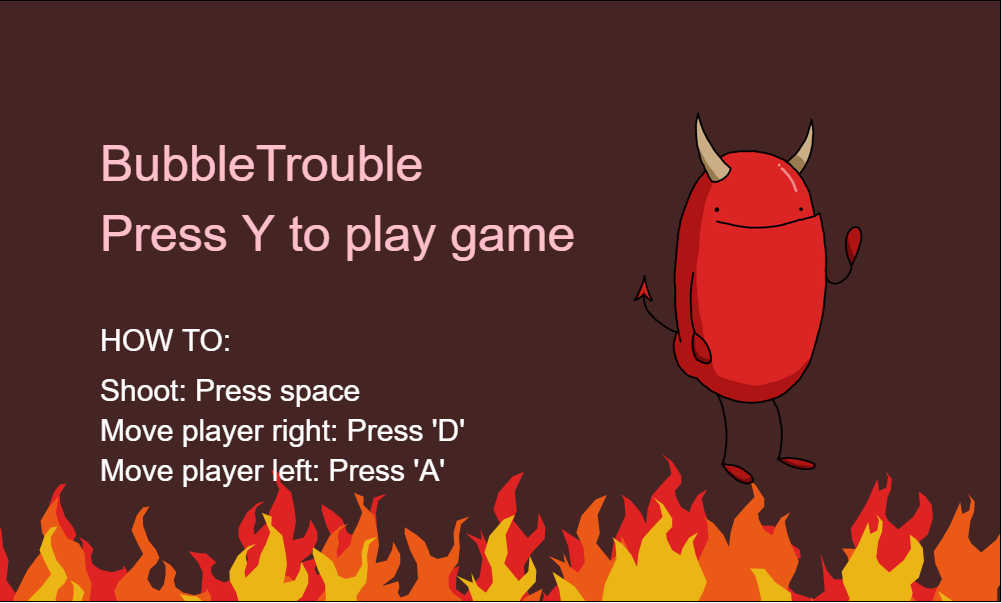 BubbleTrouble
Press Y to play game
HOW TO:
Shoot: Press space
Move player right: Press 'D'
Move player left: Press 'A'